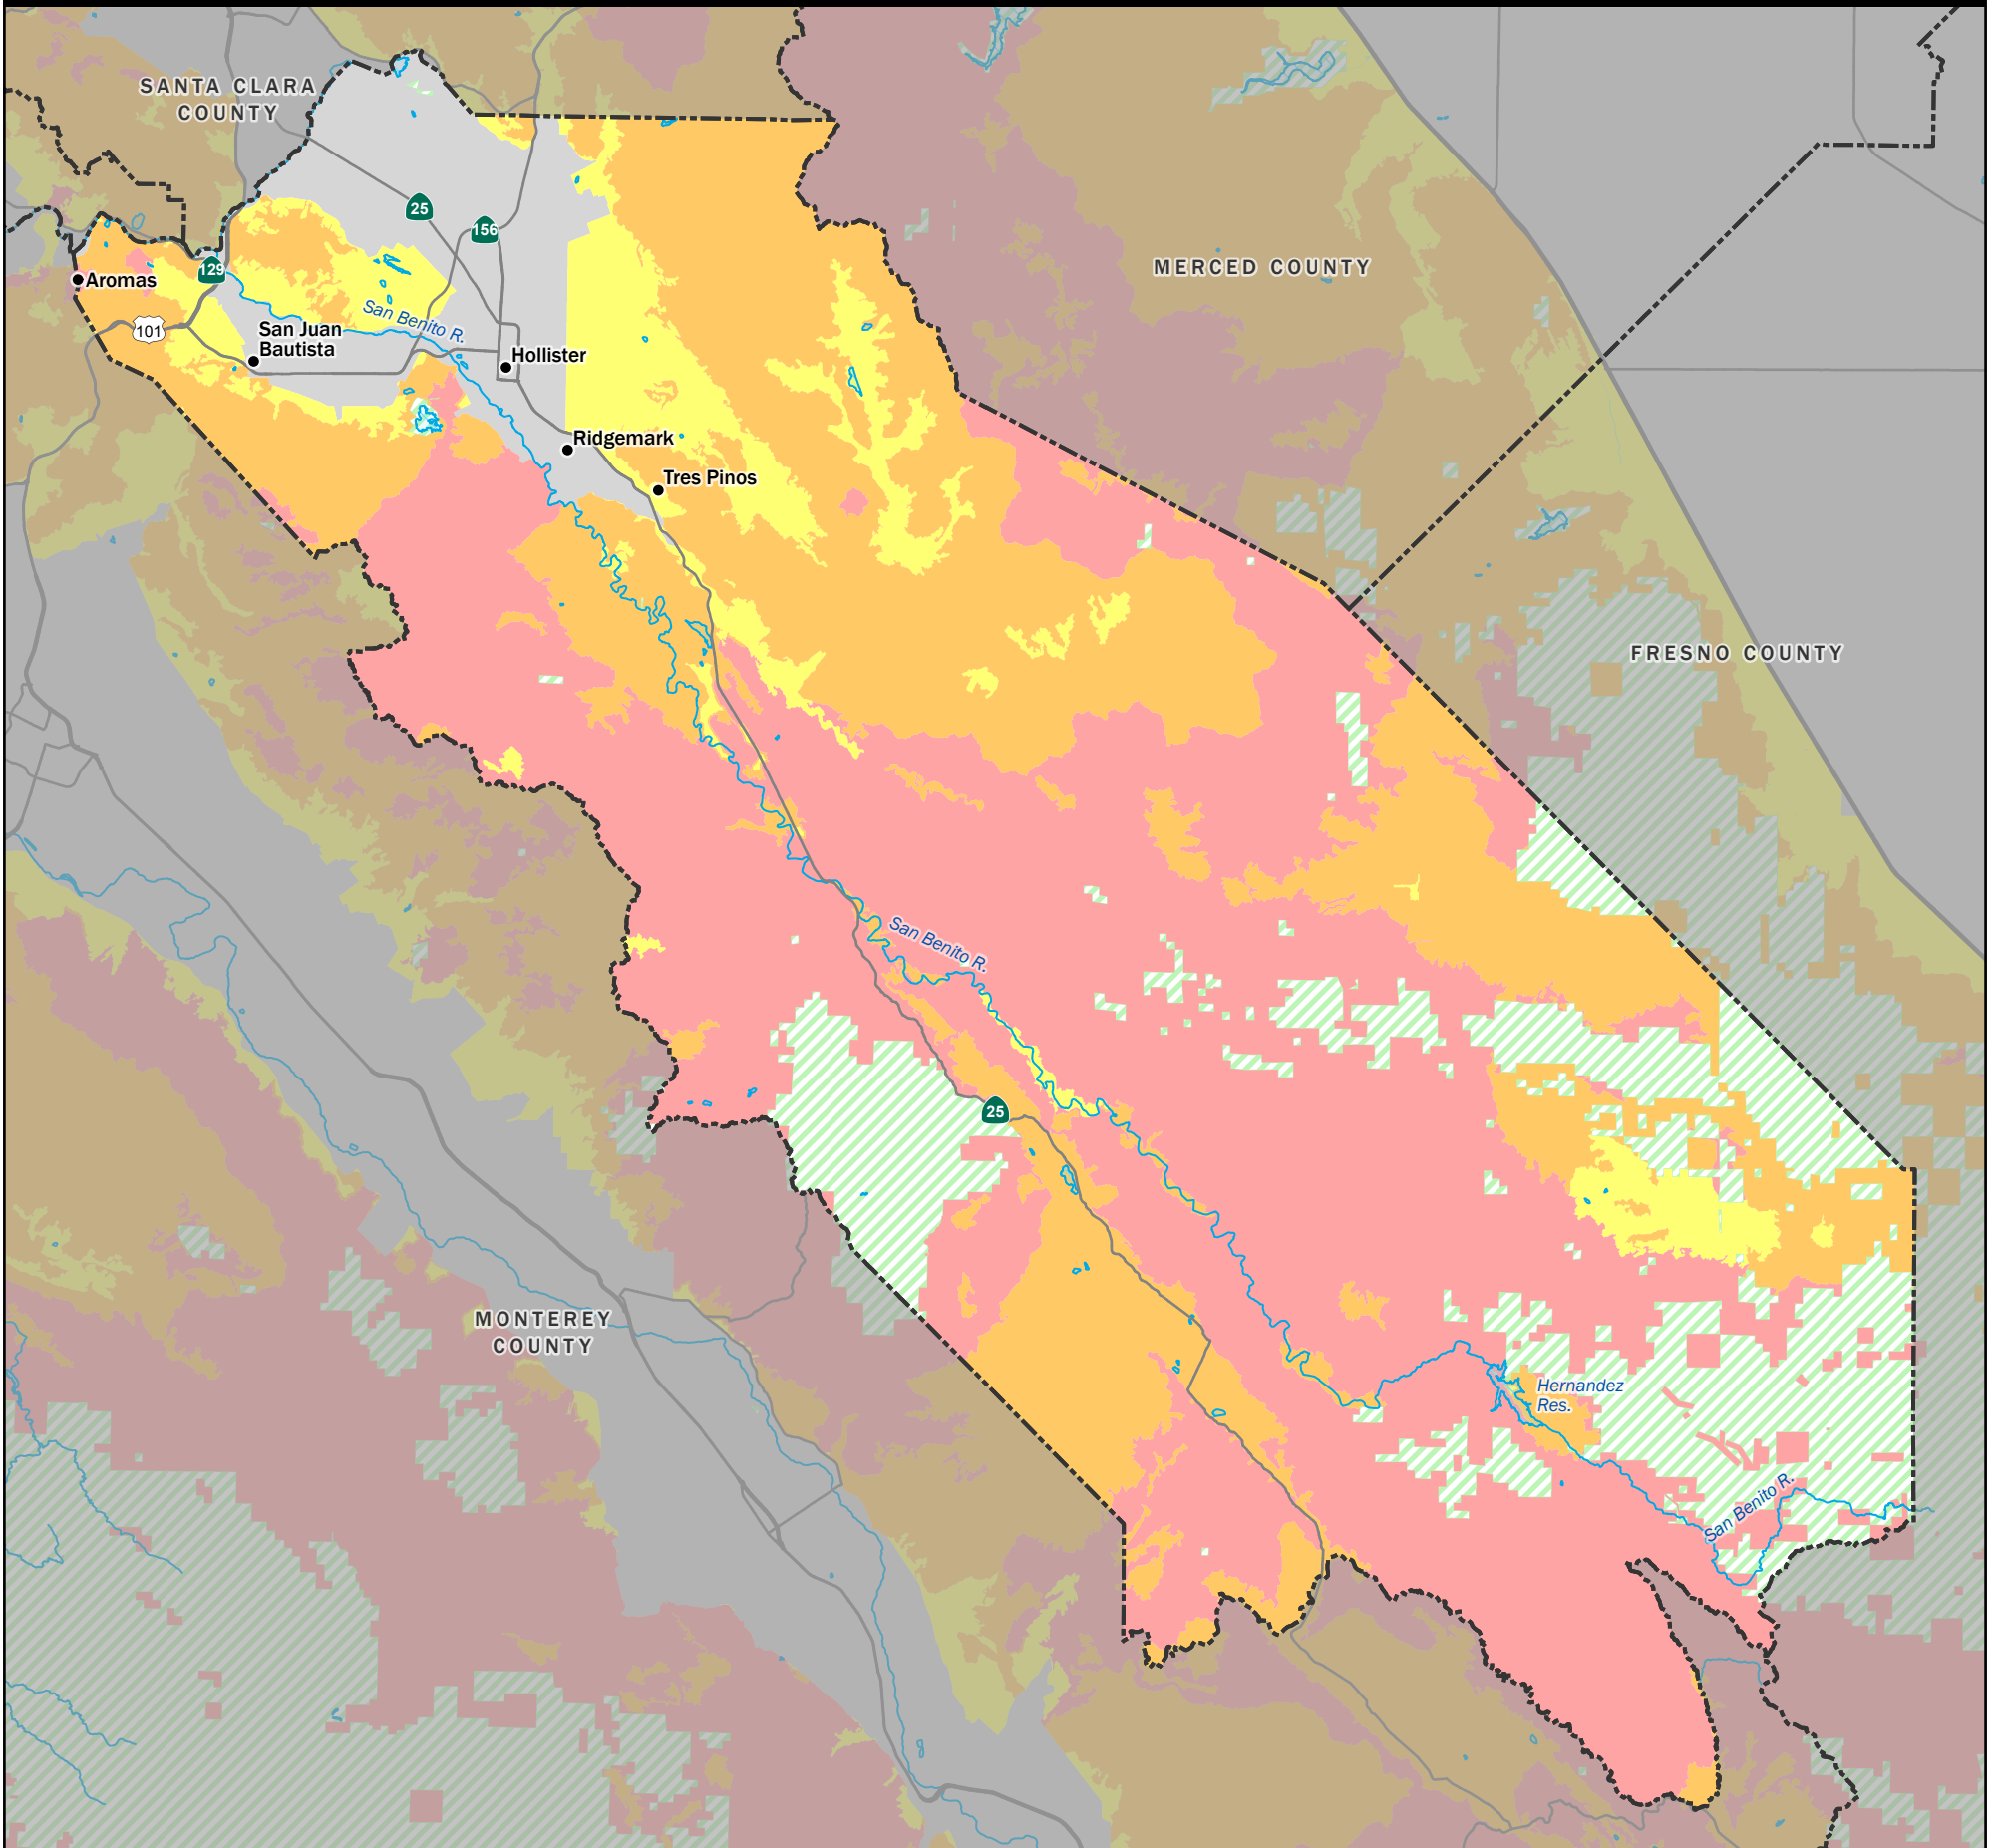 SANTA CLARA
COUNTY
25
156
MERCED COUNTY
129
Aromas
San Benito R.
101
San Juan
Bautista
Hollister
Ridgemark
Tres Pinos
FRESNO COUNTY
San Benito R.
25
MONTEREY
COUNTY
Hernandez
Res.
San Benito R.